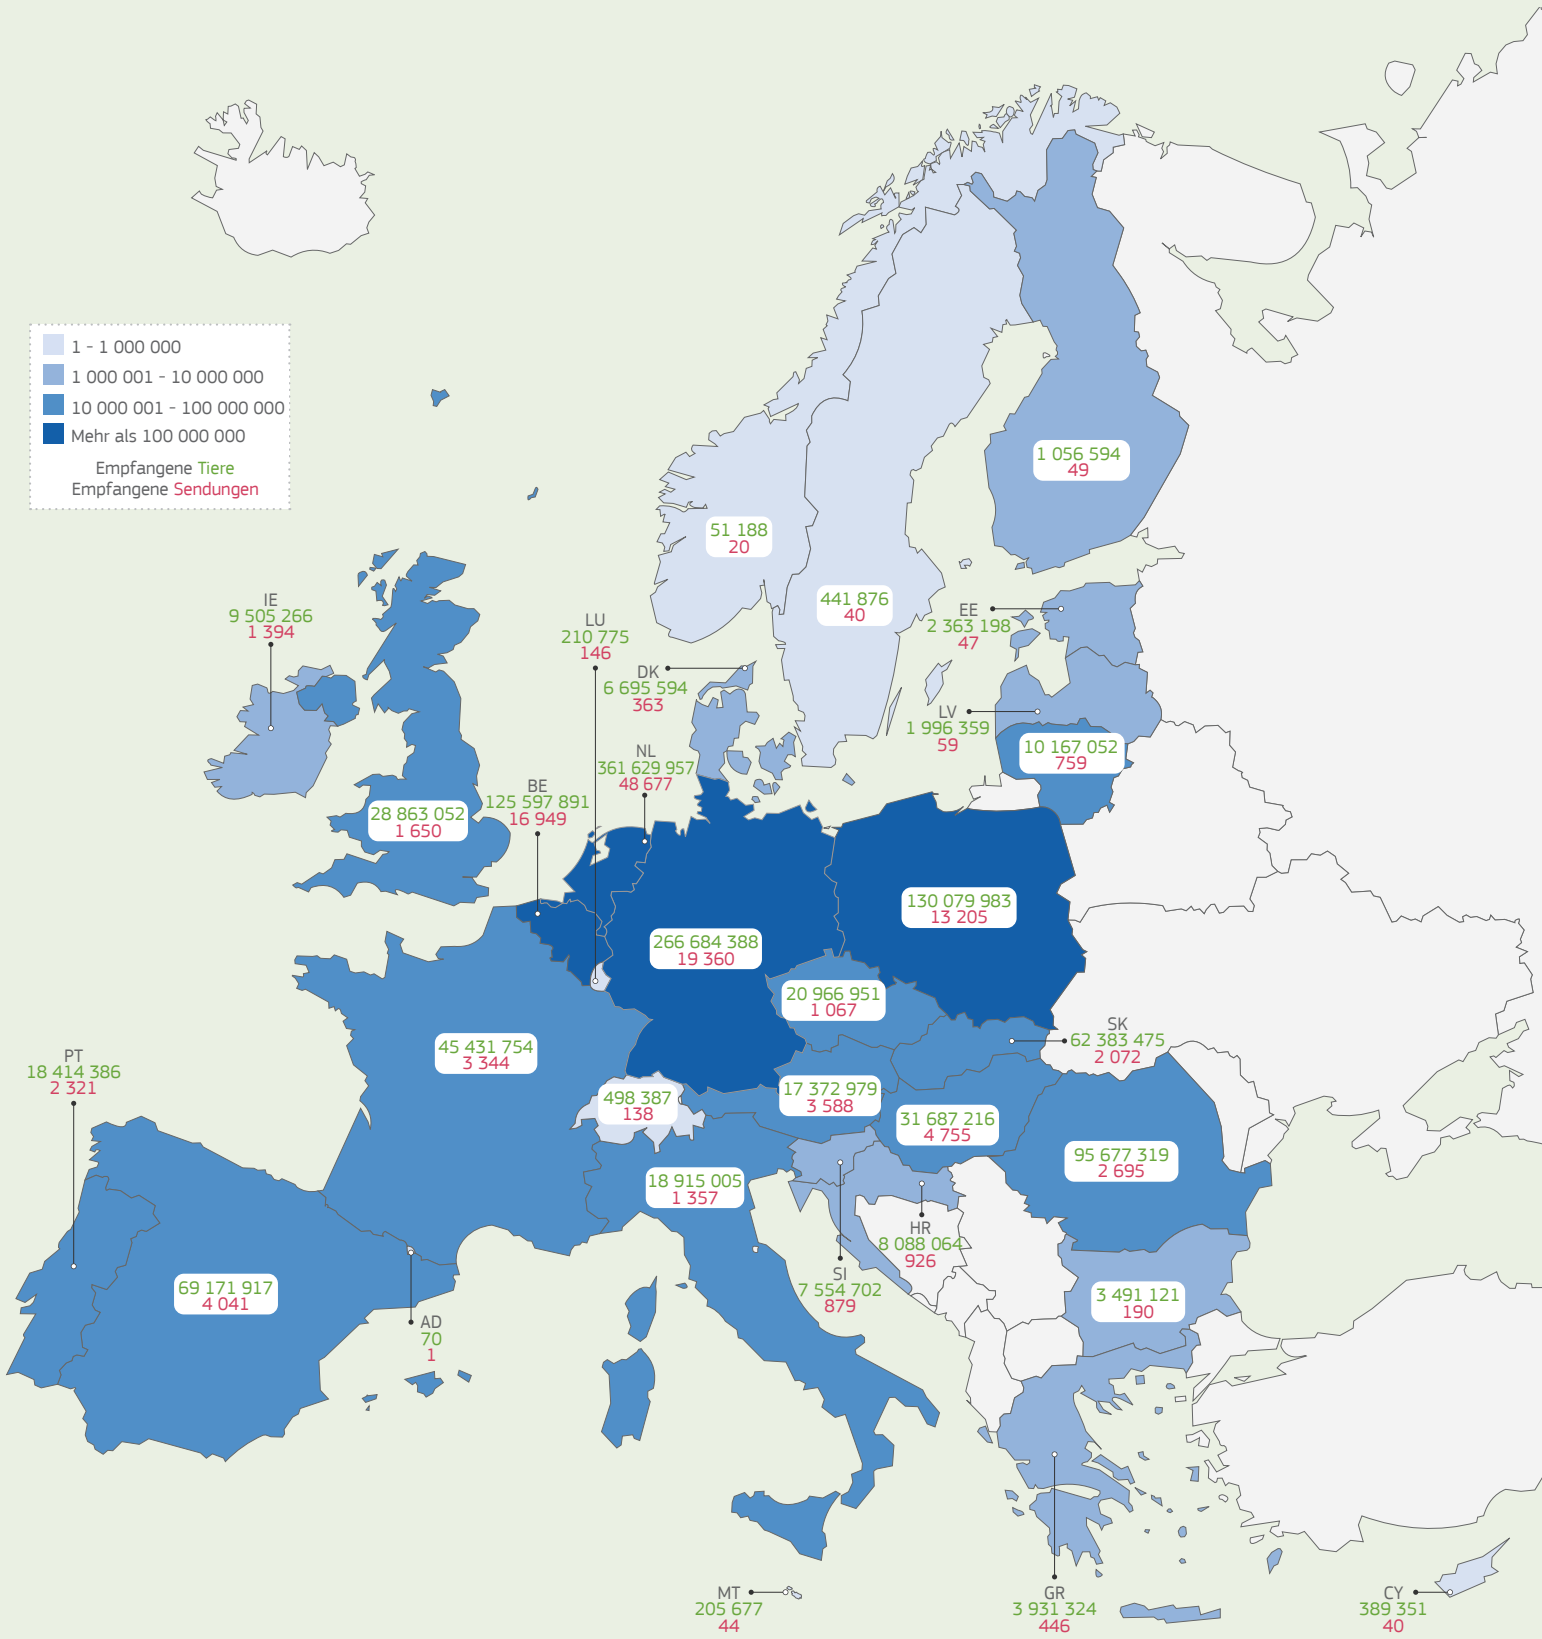 1 - 1 000 000
1 000 001 - 10 000 000
10 000 001 - 100 000 000
Mehr als 100 000 000
Empfangene Tiere
Empfangene Sendungen
1 056 594
49
51 188
20
441 876
40
IE
9 505 266
1 394
LU
210 775
146
EE
2 363 198
47
DK
6 695 594
363
LV
1 996 359
59
10 167 052
759
NL
361 629 957
48 677
BE
125 597 891
16 949
28 863 052
1 650
130 079 983
13 205
266 684 388
19 360
20 966 951
1 067
SK
62 383 475
2 072
45 431 754
3 344
PT
18 414 386
2 321
498 387
138
17 372 979
3 588
31 687 216
4 755
95 677 319
2 695
18 915 005
1 357
HR
8 088 064
926
SI
7 554 702
879
69 171 917
4 041
3 491 121
190
AD
70
1
MT
205 677
44
GR
3 931 324
446
CY
389 351
40